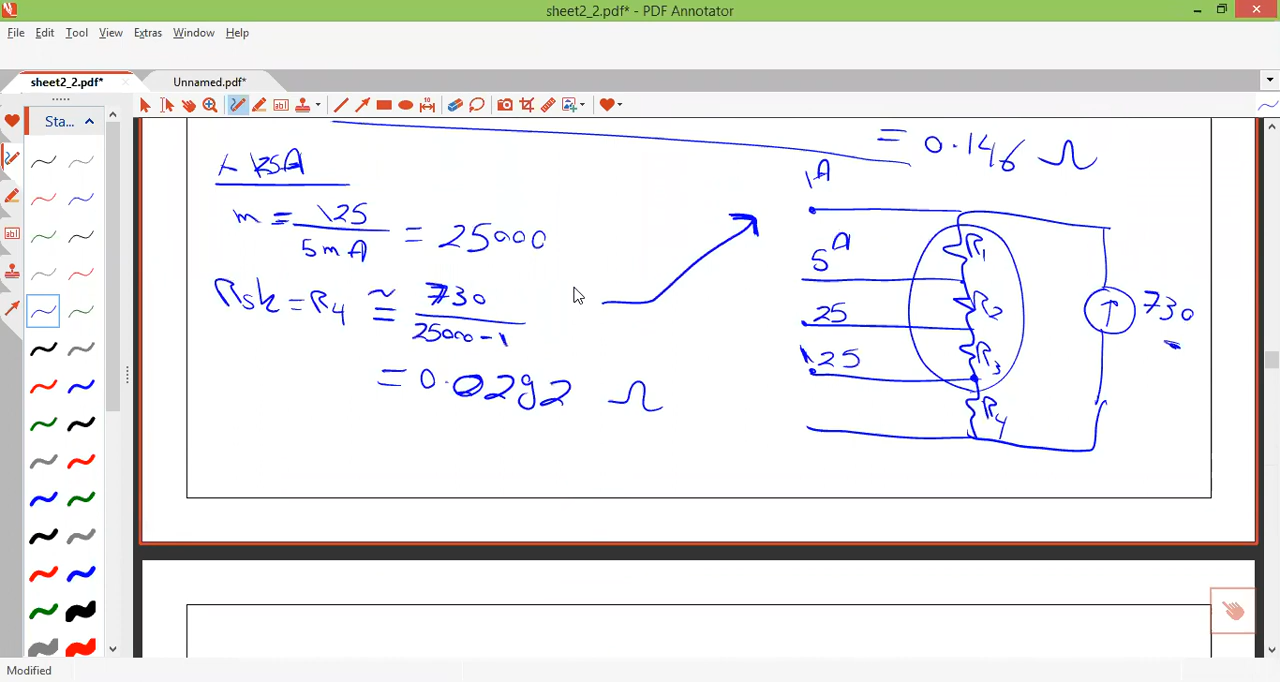 sheet2_2.pdf* - PDF Annotator
File Edit Tool View Extras Window Help
sheet2_2.pdf* Unnamed.pdf*
Sta...
= 0.146 Ω
125A
m = 125 / 5mA = 25000
Rsh = R4 ≅ 730 / 25000-1
= 0.0292 Ω
1A
5A
25
125
R1
R2
R3
R4
730
Modified